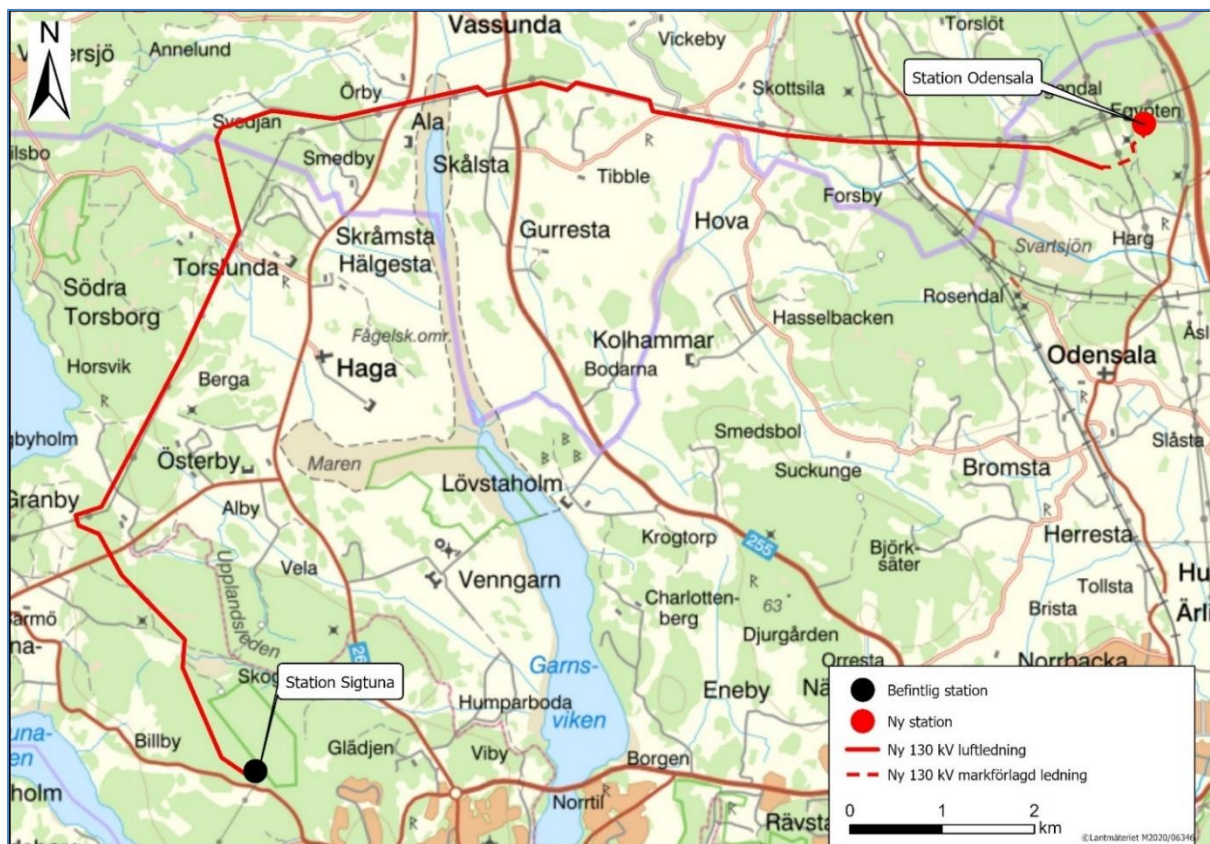 N
Vassunda
Torslöt
Annelund
Vickeby
Skottsila
Station Odensala
Örby
Egypten
Svedjan
Ala
Smedby
Skålsta
Tibble
Forsby
Gurresta
Hova
Svartsjön
Harg
Skråmsta
Hälgesta
Torslunda
Södra
Torsborg
Rosendal
Hasselbacken
Fågelsk.omr.
Kolhammar
Odensala
Horsvik
Haga
Bodarna
Berga
Smedsbol
Slåsta
Österby
Maren
Suckunge
Bromsta
Lövstaholm
Granby
Alby
Krogtorp
255
Herresta
Björk-
säter
Vela
Venngarn
Tollsta
Upplandsleden
Charlotten-
berg
63
Brista
Djurgården
Orresta
Norrbacka
Station Sigtuna
Garns-
viken
Eneby
Humparboda
Billby
Glädjen
Viby
Borgen
Norrtil
Befintlig station
Ny station
Ny 130 kV luftledning
Ny 130 kV markförlagd ledning
0 1 2
km
©Lantmäteriet M2020/06346